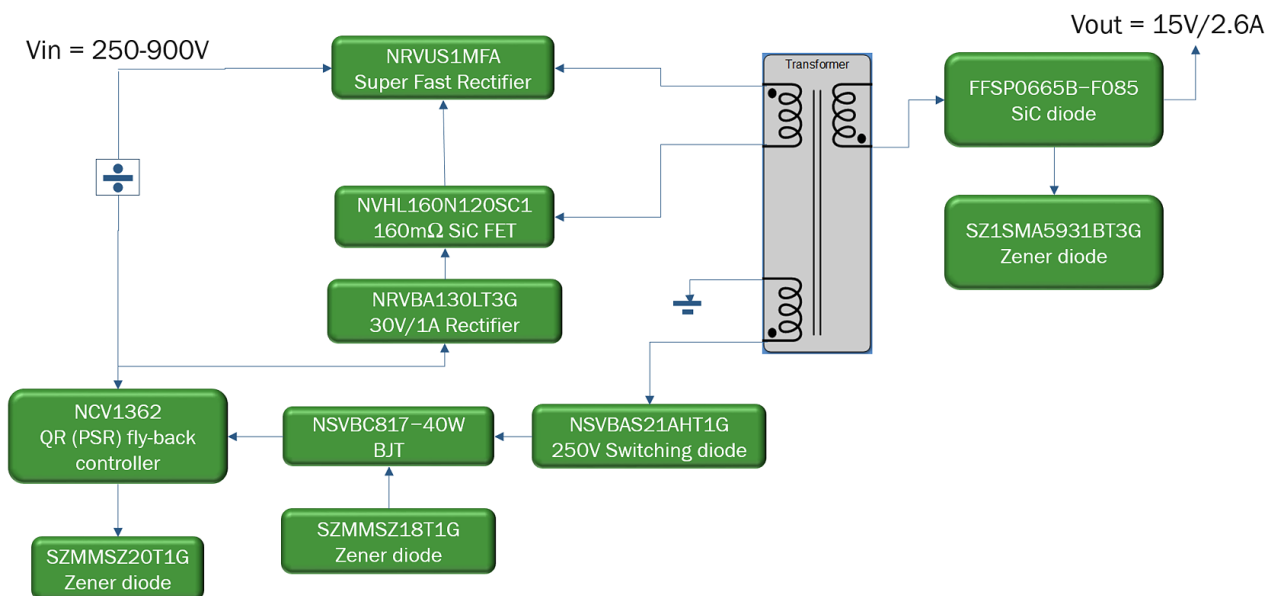 Vin = 250-900V
Vout = 15V/2.6A
NRVUS1MFA
Super Fast Rectifier
Transformer
FFSP0665B–F085
SiC diode
NVHL160N120SC1
160mΩ SiC FET
SZ1SMA5931BT3G
Zener diode
NRVBA130LT3G
30V/1A Rectifier
NCV1362
QR (PSR) fly-back
controller
NSVBC817–40W
BJT
NSVBAS21AHT1G
250V Switching diode
SZMMSZ18T1G
Zener diode
SZMMSZ20T1G
Zener diode